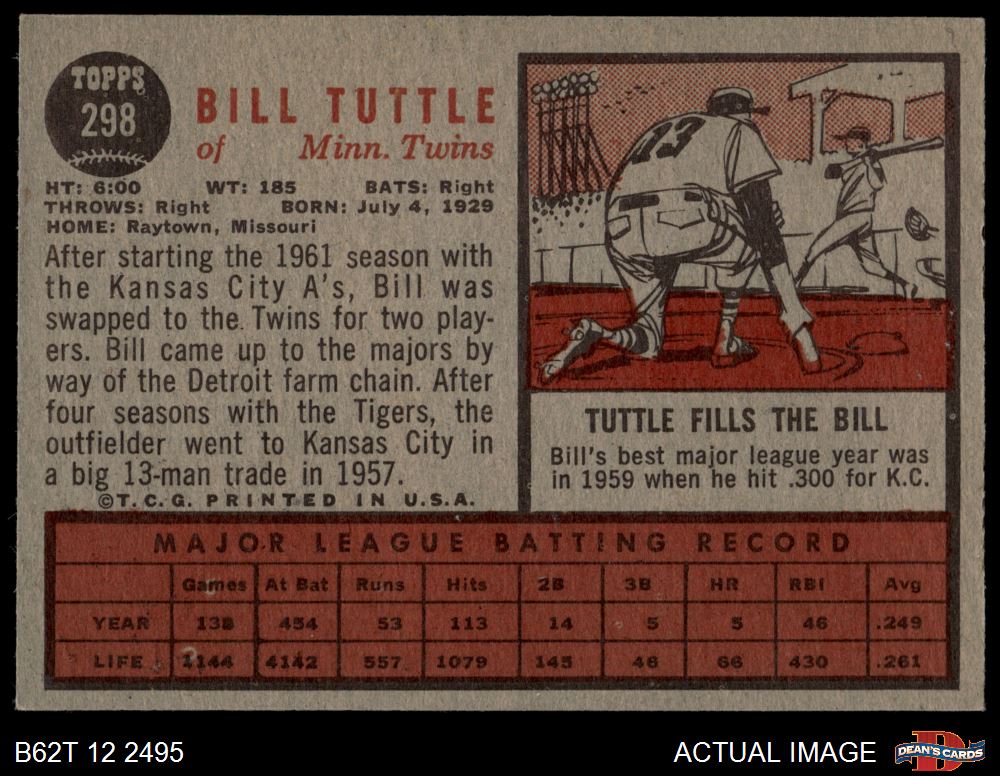 TOPPS
298
BILL TUTTLE
of Minn. Twins
HT: 6:00 WT: 185 BATS: Right
THROWS: Right BORN: July 4, 1929
HOME: Raytown, Missouri
After starting the 1961 season with
the Kansas City A's, Bill was
swapped to the Twins for two play-
ers. Bill came up to the majors by
way of the Detroit farm chain. After
four seasons with the Tigers, the
outfielder went to Kansas City in
a big 13-man trade in 1957.
©T.C.G. PRINTED IN U.S.A.
13
TUTTLE FILLS THE BILL
Bill's best major league year was
in 1959 when he hit .300 for K.C.
MAJOR LEAGUE BATTING RECORD
Games At Bat Runs Hits 2B 3B HR RBI Avg
YEAR 138 454 53 113 14 5 5 46 .249
LIFE 1144 4142 557 1079 145 46 66 430 .261
B62T 12 2495
ACTUAL IMAGE
D
DEAN'S CARDS